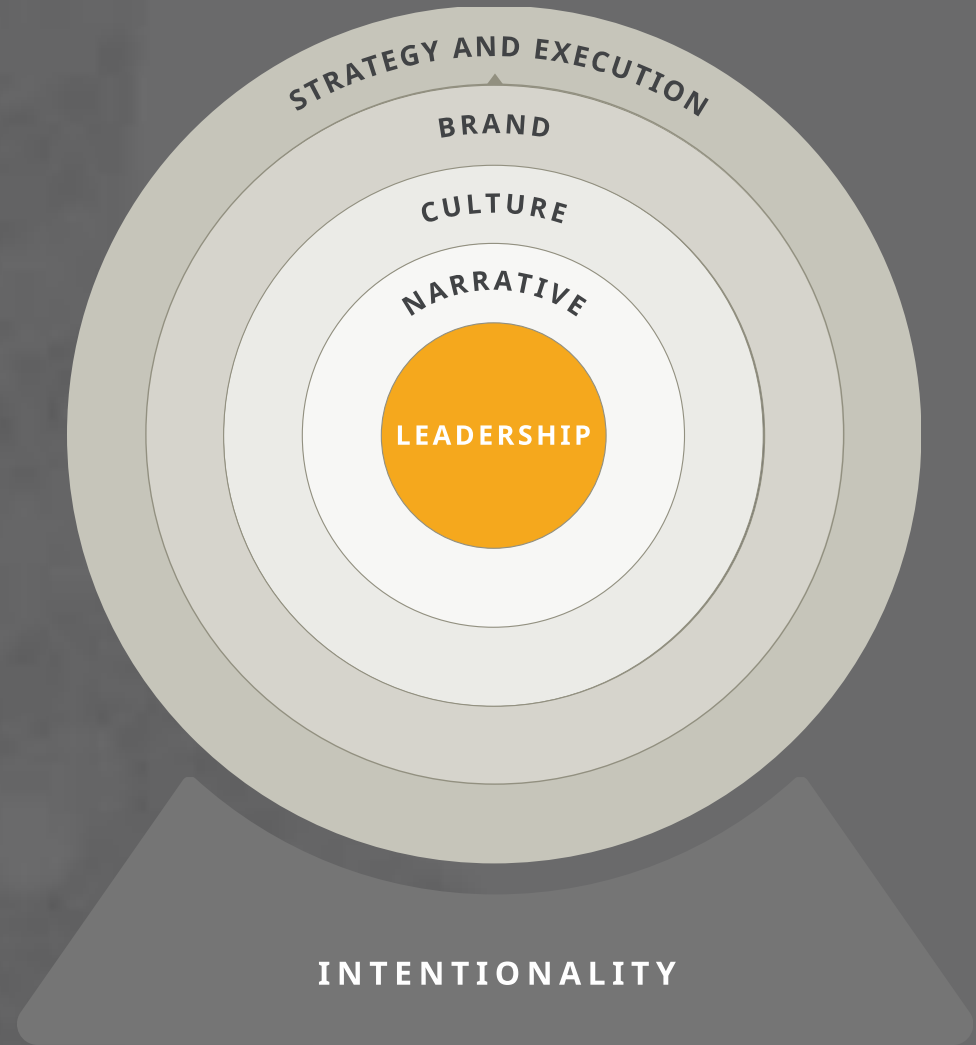 STRATEGY AND EXECUTION
BRAND
CULTURE
NARRATIVE
LEADERSHIP
INTENTIONALITY